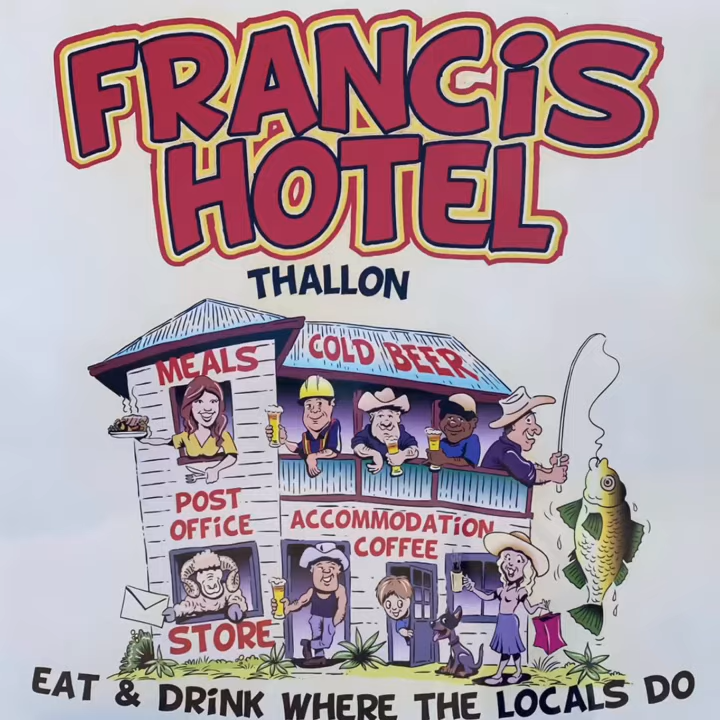 FRANCiS
HOTEL
THALLON
MEALS
COLD BEER
POST
OFFiCE
ACCOMMODATiON
COFFEE
STORE
EAT & DRiNK WHERE THE LOCALS DO